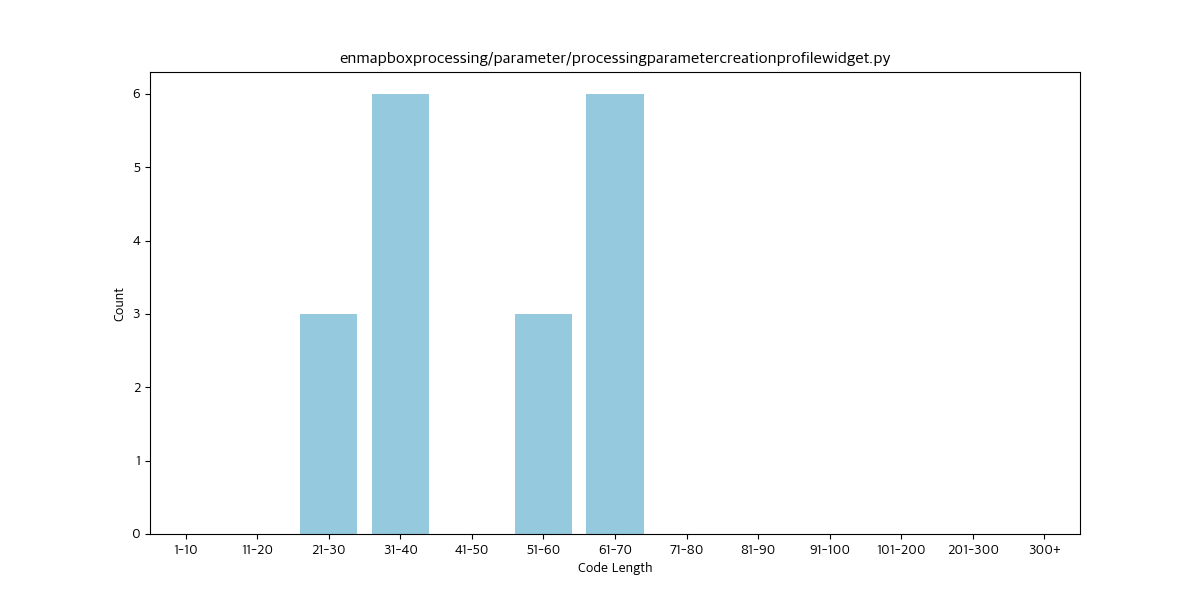 enmapboxprocessing/parameter/processingparametercreationprofilewidget.py
6
5
4
3
2
1
0
Count
1-10 11-20 21-30 31-40 41-50 51-60 61-70 71-80 81-90 91-100 101-200 201-300 300+
Code Length